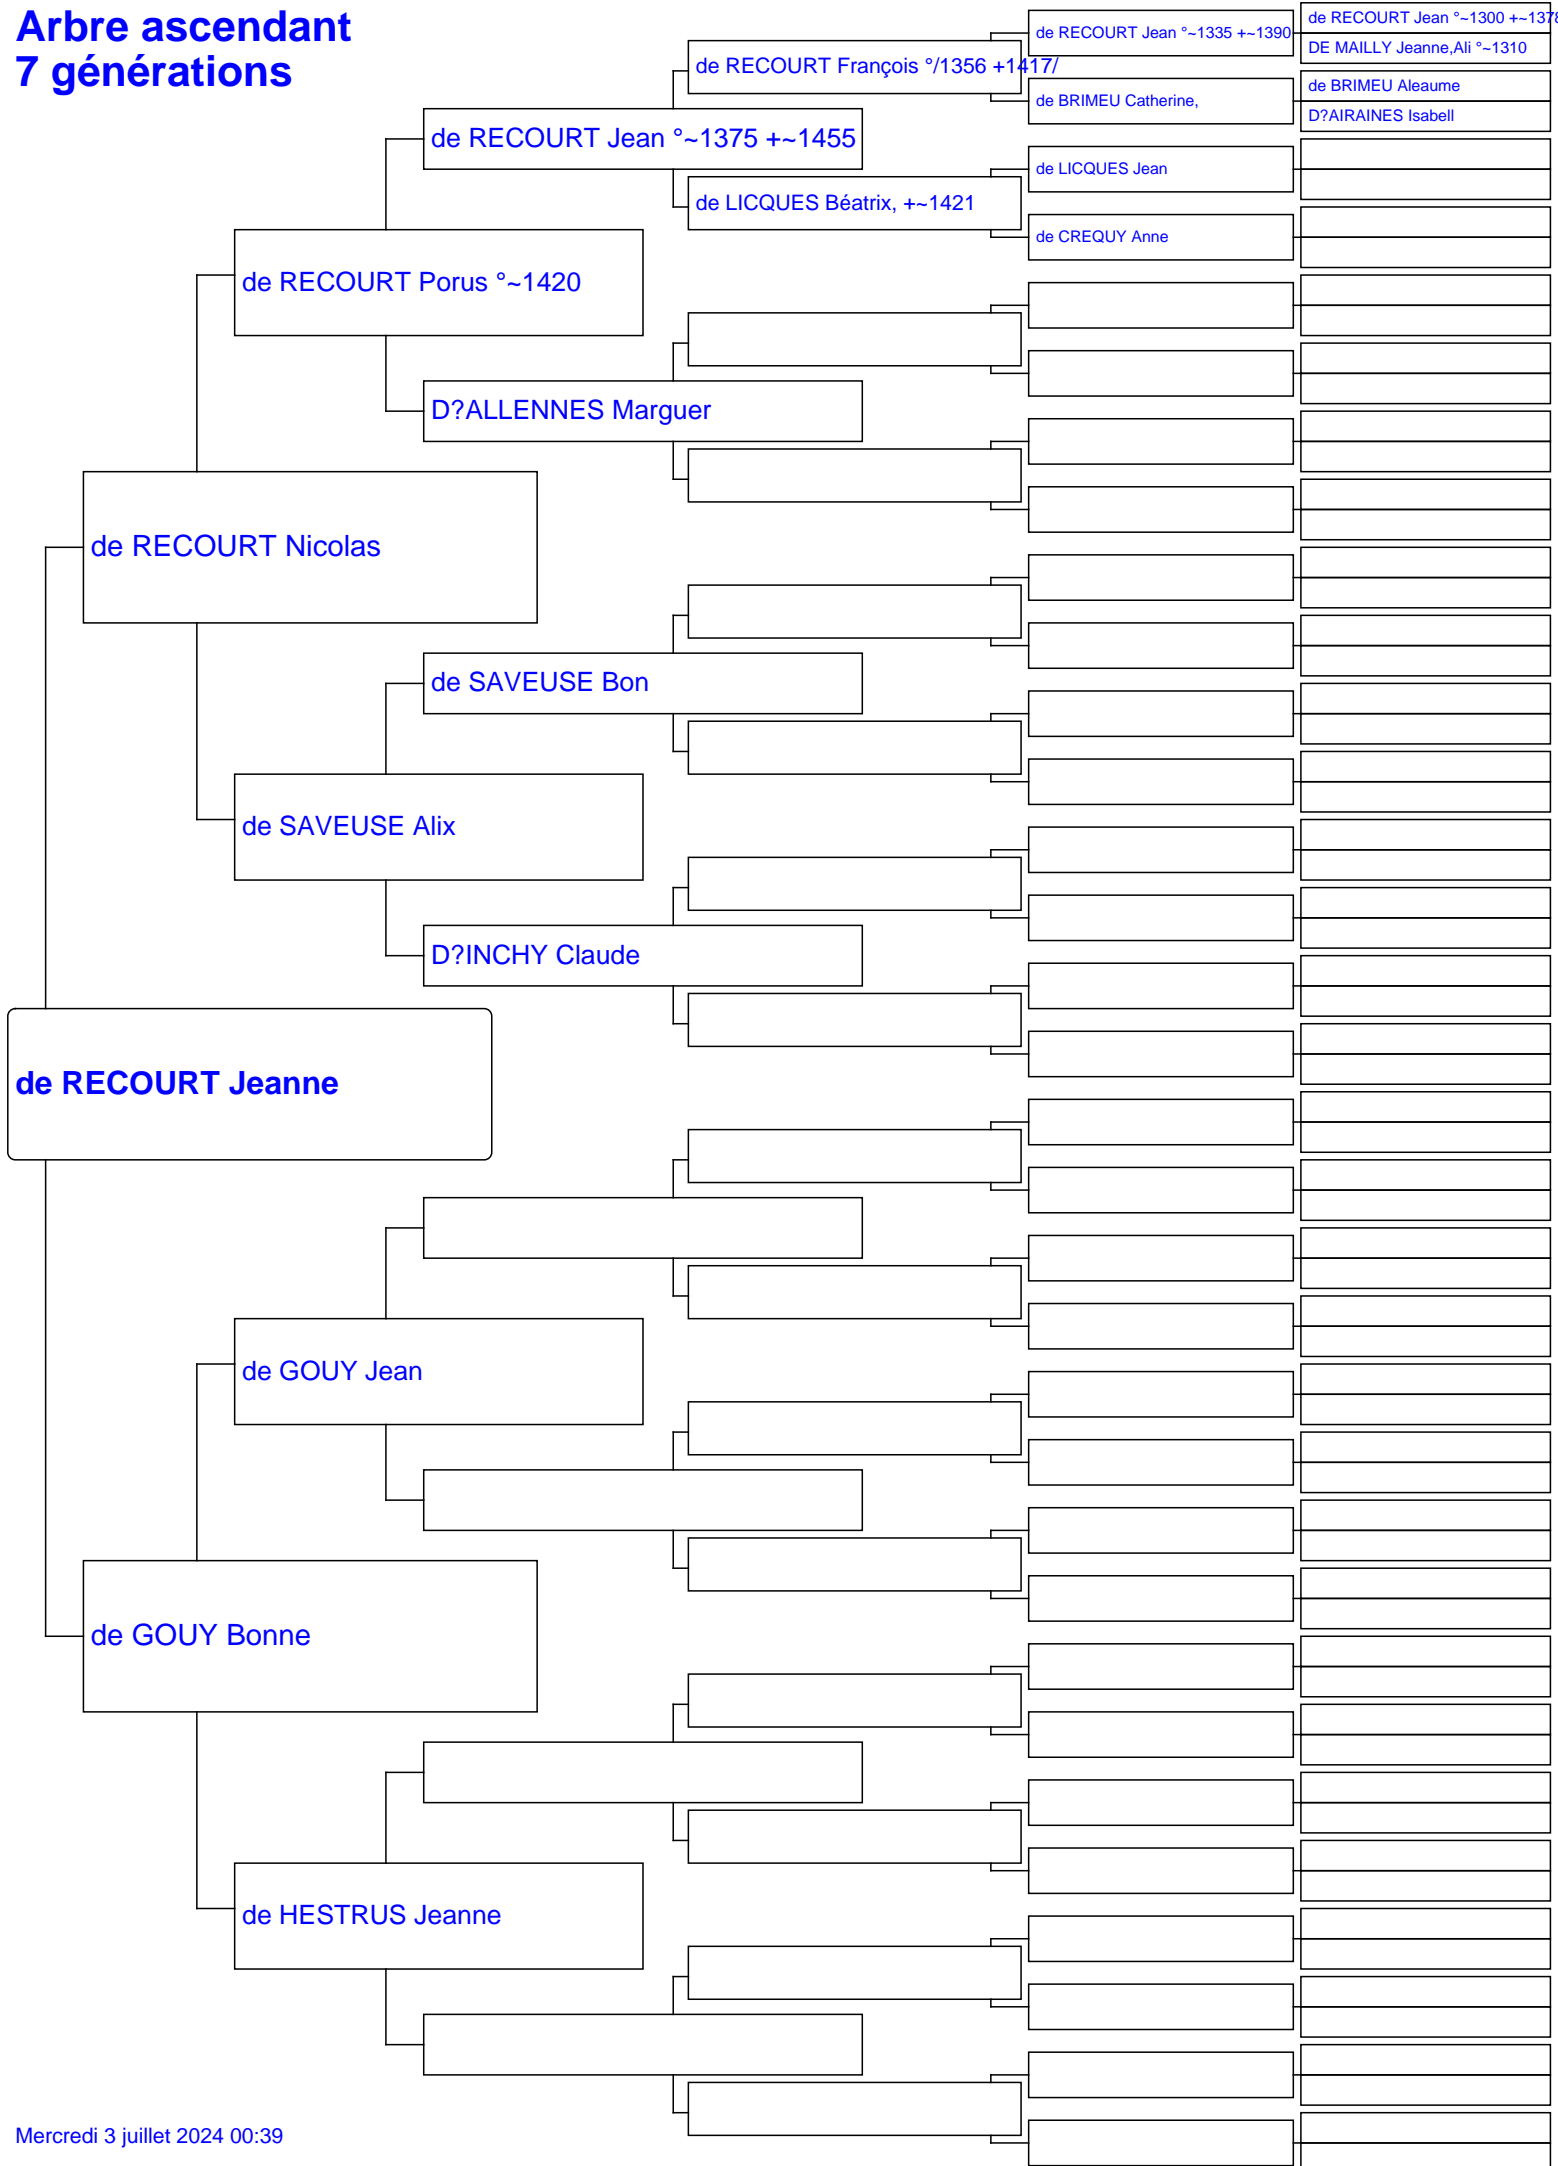 Arbre ascendant
7 générations
de RECOURT Jean °~1300 +~1378
de RECOURT Jean °~1335 +~1390
DE MAILLY Jeanne,Ali °~1310
de RECOURT François °/1356 +1417/
de BRIMEU Aleaume
de BRIMEU Catherine,
D?AIRAINES Isabell
de RECOURT Jean °~1375 +~1455
de LICQUES Jean
de LICQUES Béatrix, +~1421
de CREQUY Anne
de RECOURT Porus °~1420
D?ALLENNES Marguer
de RECOURT Nicolas
de SAVEUSE Bon
de SAVEUSE Alix
D?INCHY Claude
de RECOURT Jeanne
de GOUY Jean
de GOUY Bonne
de HESTRUS Jeanne
Mercredi 3 juillet 2024 00:39